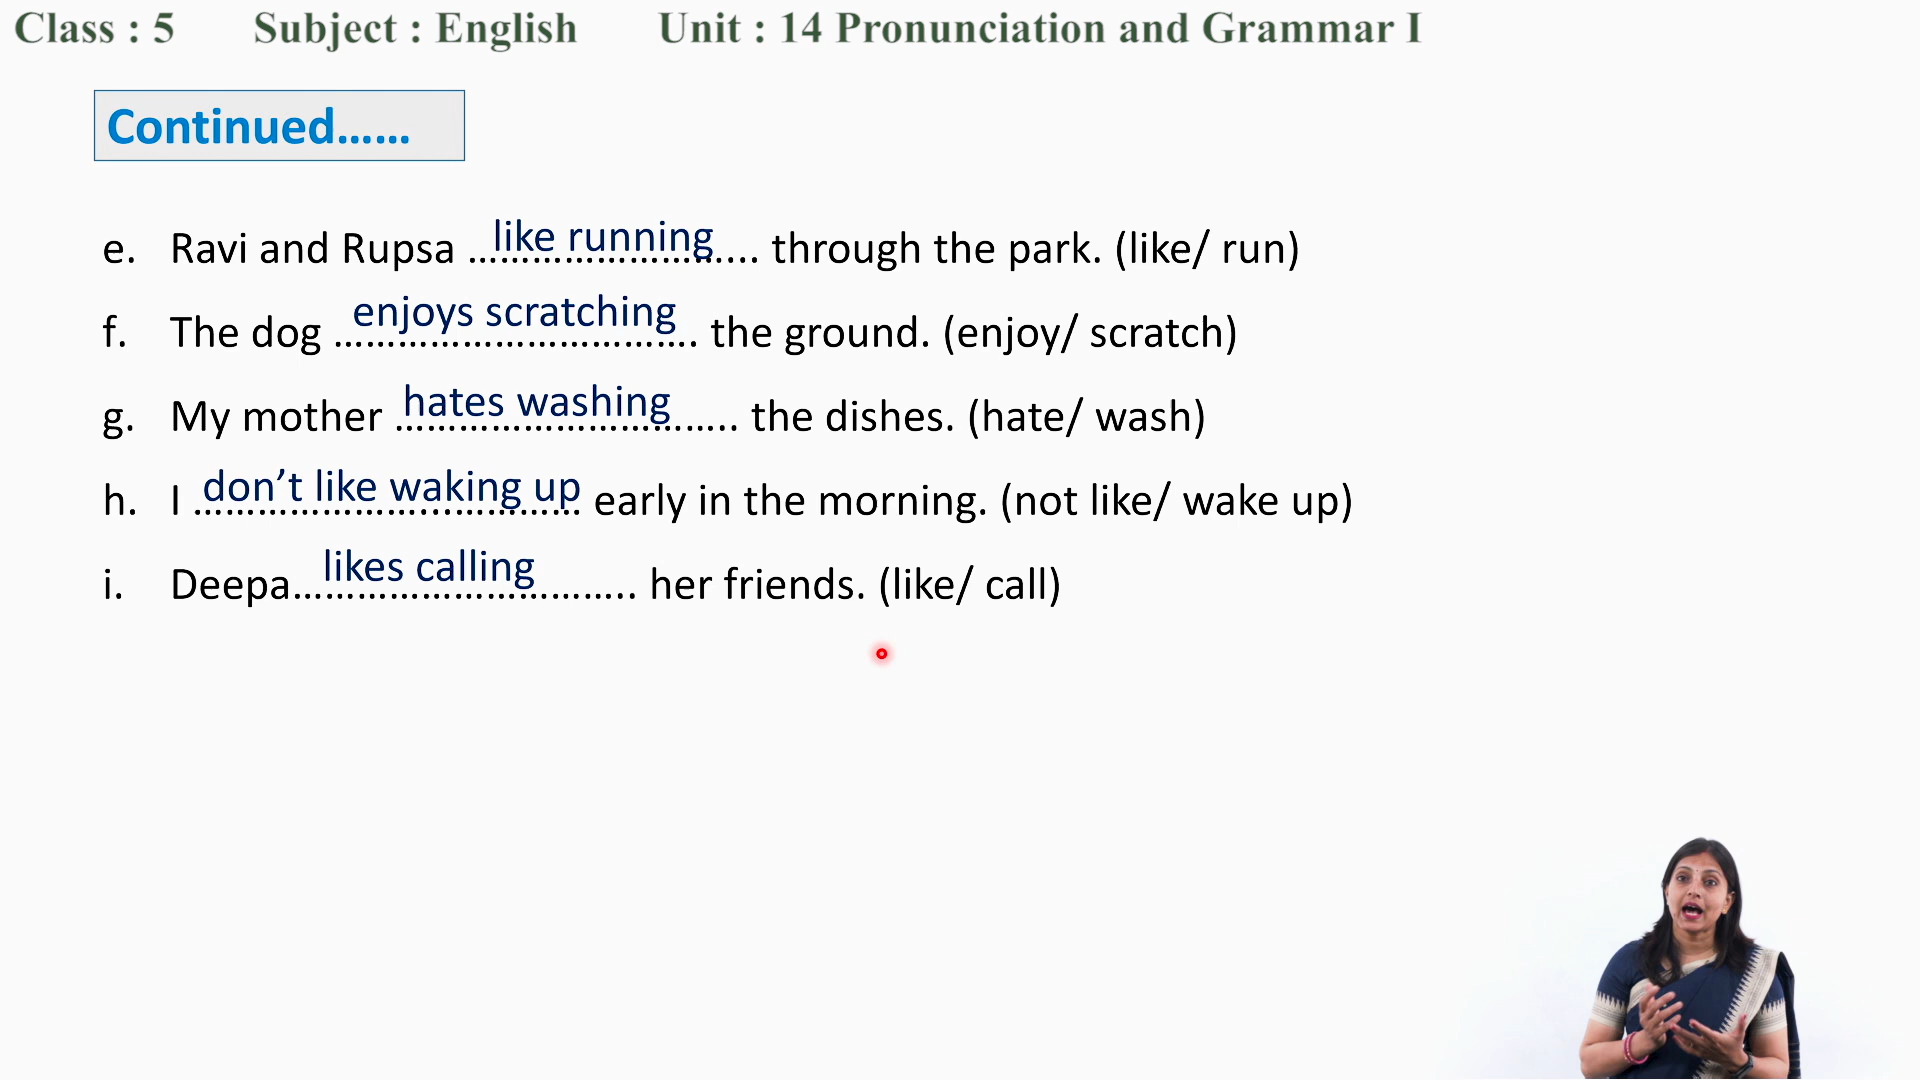 Class : 5 Subject : English Unit : 14 Pronunciation and Grammar I
Continued……
e. Ravi and Rupsa ...like running... through the park. (like/ run)
f. The dog ...enjoys scratching... the ground. (enjoy/ scratch)
g. My mother ...hates washing... the dishes. (hate/ wash)
h. I ...don’t like waking up... early in the morning. (not like/ wake up)
i. Deepa...likes calling... her friends. (like/ call)